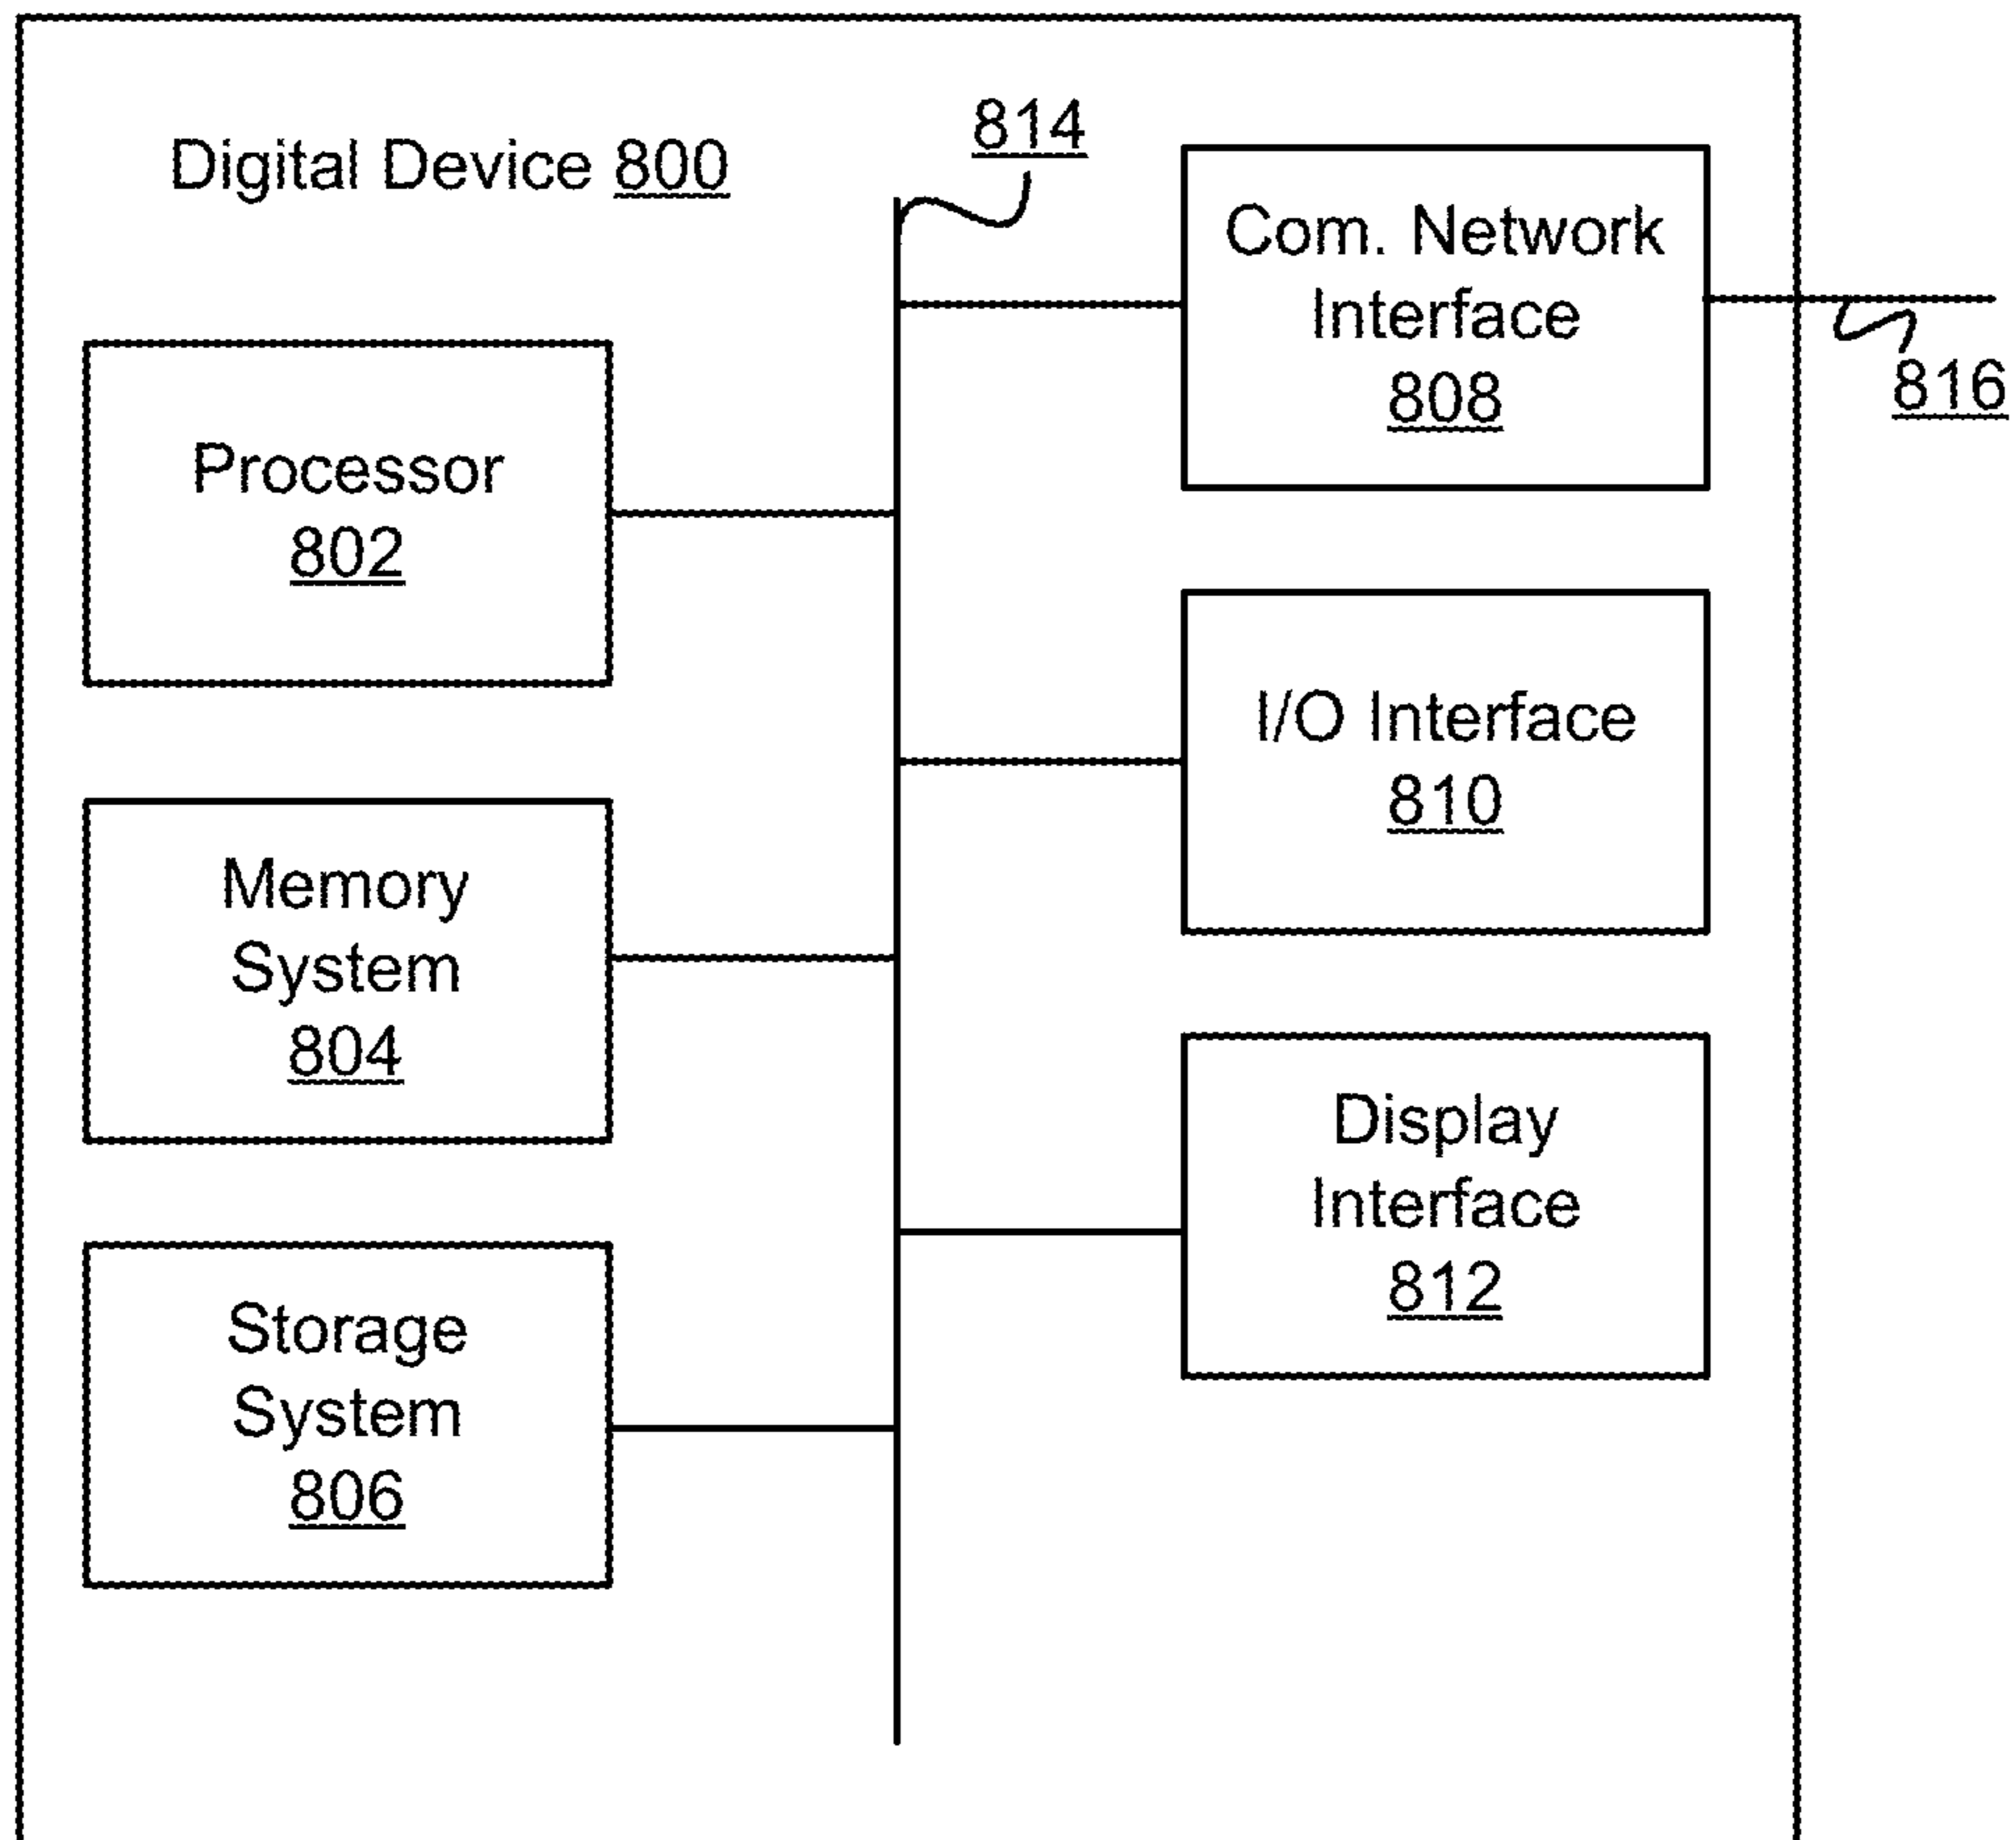 Digital Device 800
814
Com. Network
Interface
808
816
Processor
802
I/O Interface
810
Memory
System
804
Display
Interface
812
Storage
System
806